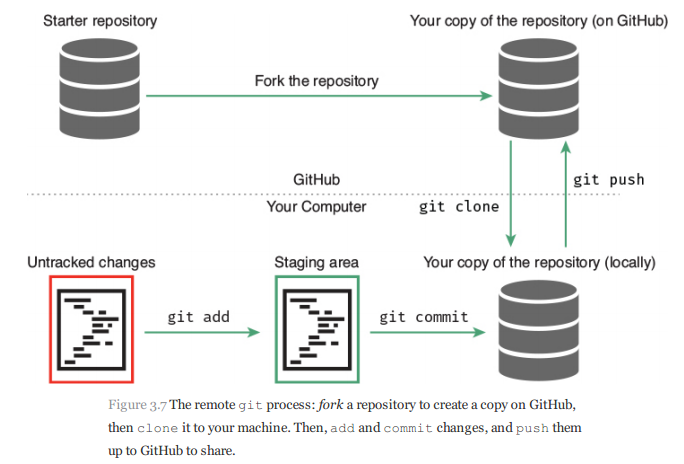 Starter repository
Your copy of the repository (on GitHub)
Fork the repository
GitHub
Your Computer
git clone
git push
Untracked changes
Staging area
Your copy of the repository (locally)
git add
git commit
Figure 3.7 The remote git process: fork a repository to create a copy on GitHub,
then clone it to your machine. Then, add and commit changes, and push them
up to GitHub to share.